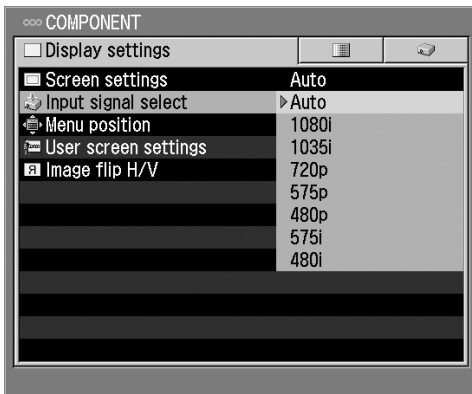 COMPONENT
Display settings
Screen settings Auto
Input signal select Auto
Menu position 1080i
User screen settings 1035i
Image flip H/V 720p
575p
480p
575i
480i